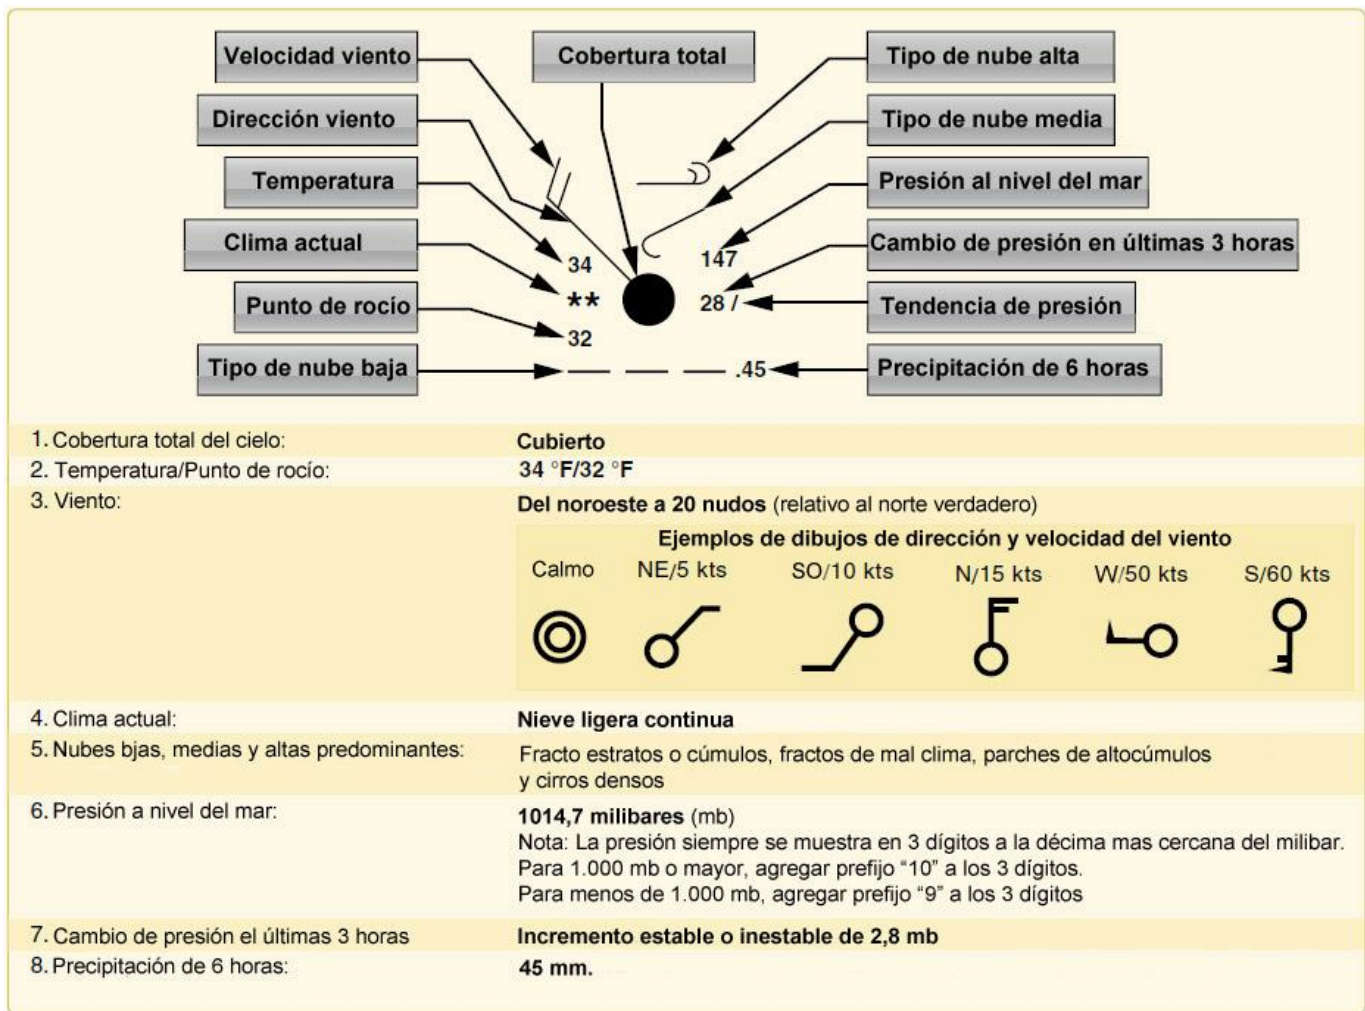 Velocidad viento
Cobertura total
Tipo de nube alta
Dirección viento
Tipo de nube media
Temperatura
Presión al nivel del mar
Clima actual
Cambio de presión en últimas 3 horas
Punto de rocío
Tendencia de presión
Tipo de nube baja
Precipitación de 6 horas
34
147
**
28 /
32
.45
1. Cobertura total del cielo: Cubierto
2. Temperatura/Punto de rocío: 34 °F/32 °F
3. Viento: Del noroeste a 20 nudos (relativo al norte verdadero)
Ejemplos de dibujos de dirección y velocidad del viento
Calmo NE/5 kts SO/10 kts N/15 kts W/50 kts S/60 kts
4. Clima actual: Nieve ligera continua
5. Nubes bjas, medias y altas predominantes: Fracto estratos o cúmulos, fractos de mal clima, parches de altocúmulos
y cirros densos
6. Presión a nivel del mar: 1014,7 milibares (mb)
Nota: La presión siempre se muestra en 3 dígitos a la décima mas cercana del milibar.
Para 1.000 mb o mayor, agregar prefijo “10” a los 3 dígitos.
Para menos de 1.000 mb, agregar prefijo “9” a los 3 dígitos
7. Cambio de presión el últimas 3 horas Incremento estable o inestable de 2,8 mb
8. Precipitación de 6 horas: 45 mm.